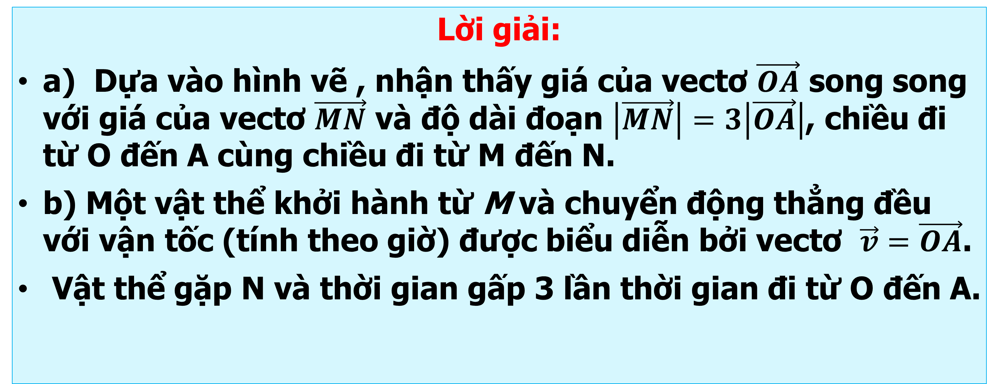 Lời giải:
• a) Dựa vào hình vẽ , nhận thấy giá của vectơ $\overrightarrow{OA}$ song song
với giá của vectơ $\overrightarrow{MN}$ và độ dài đoạn $|\overrightarrow{MN}| = 3|\overrightarrow{OA}|$, chiều đi
từ O đến A cùng chiều đi từ M đến N.
• b) Một vật thể khởi hành từ M và chuyển động thẳng đều
với vận tốc (tính theo giờ) được biểu diễn bởi vectơ $\vec{v} = \overrightarrow{OA}$.
• Vật thể gặp N và thời gian gấp 3 lần thời gian đi từ O đến A.